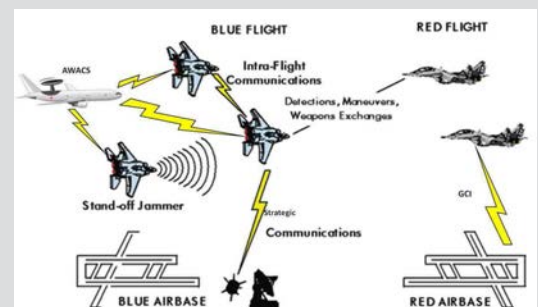 BLUE FLIGHT
RED FLIGHT
AWACS
Intra-Flight
Communications
Detections, Maneuvers,
Weapons Exchanges
Stand-off Jammer
GCI
Strategic
Communications
BLUE AIRBASE
RED AIRBASE